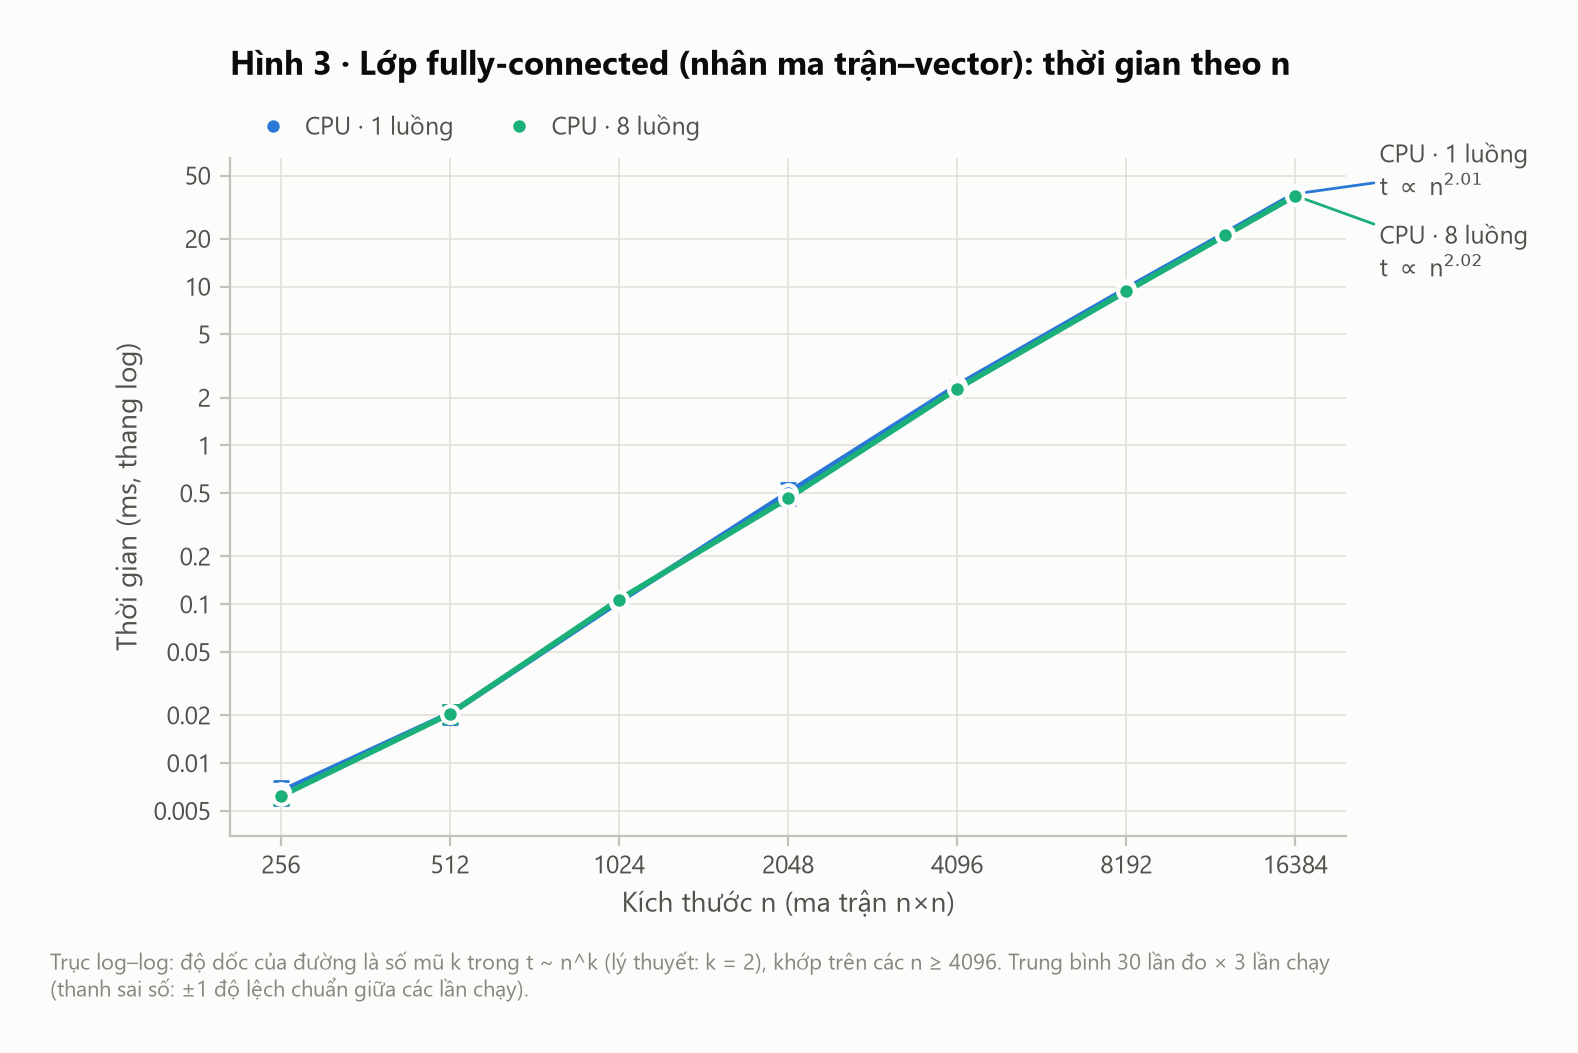 Hình 3 · Lớp fully-connected (nhân ma trận–vector): thời gian theo n
CPU · 1 luồng
CPU · 8 luồng
CPU · 1 luồng
t ∝ n^2.01
CPU · 8 luồng
t ∝ n^2.02
Thời gian (ms, thang log)
50
20
10
5
2
1
0.5
0.2
0.1
0.05
0.02
0.01
0.005
256
512
1024
2048
4096
8192
16384
Kích thước n (ma trận n×n)
Trục log–log: độ dốc của đường là số mũ k trong t ~ n^k (lý thuyết: k = 2), khớp trên các n ≥ 4096. Trung bình 30 lần đo × 3 lần chạy
(thanh sai số: ±1 độ lệch chuẩn giữa các lần chạy).